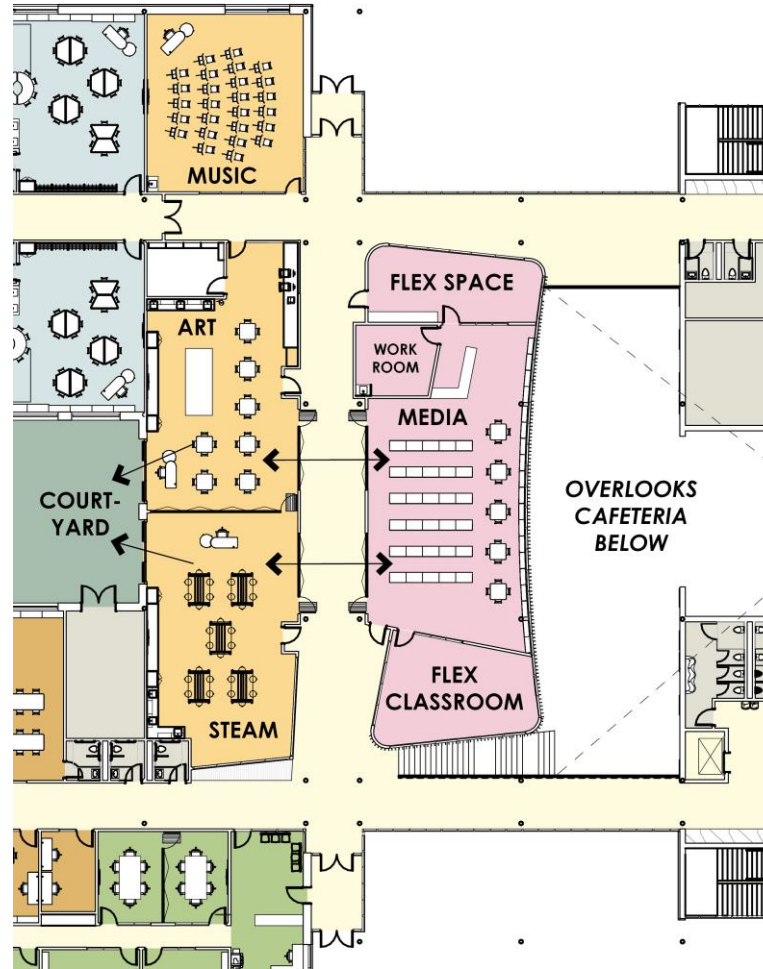 MUSIC
FLEX SPACE
ART
WORK
ROOM
MEDIA
COURT-
YARD
OVERLOOKS
CAFETERIA
BELOW
FLEX
CLASSROOM
STEAM